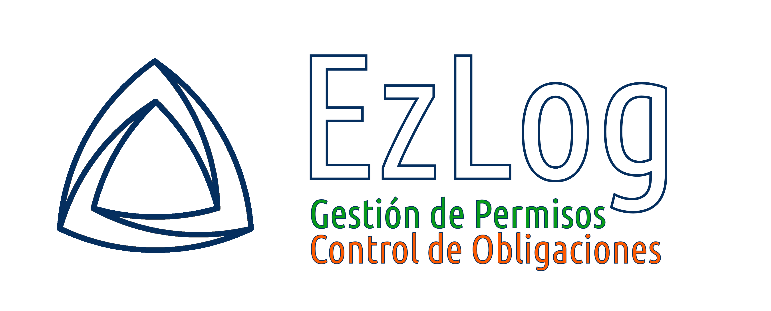 EzLog
Gestión de Permisos
Control de Obligaciones